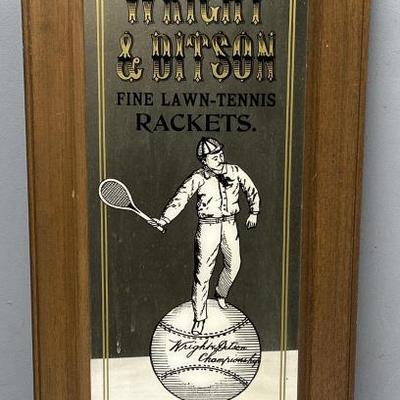 WRIGHT
& DITSON
FINE LAWN-TENNIS
RACKETS.
Wright & Ditson
Championship